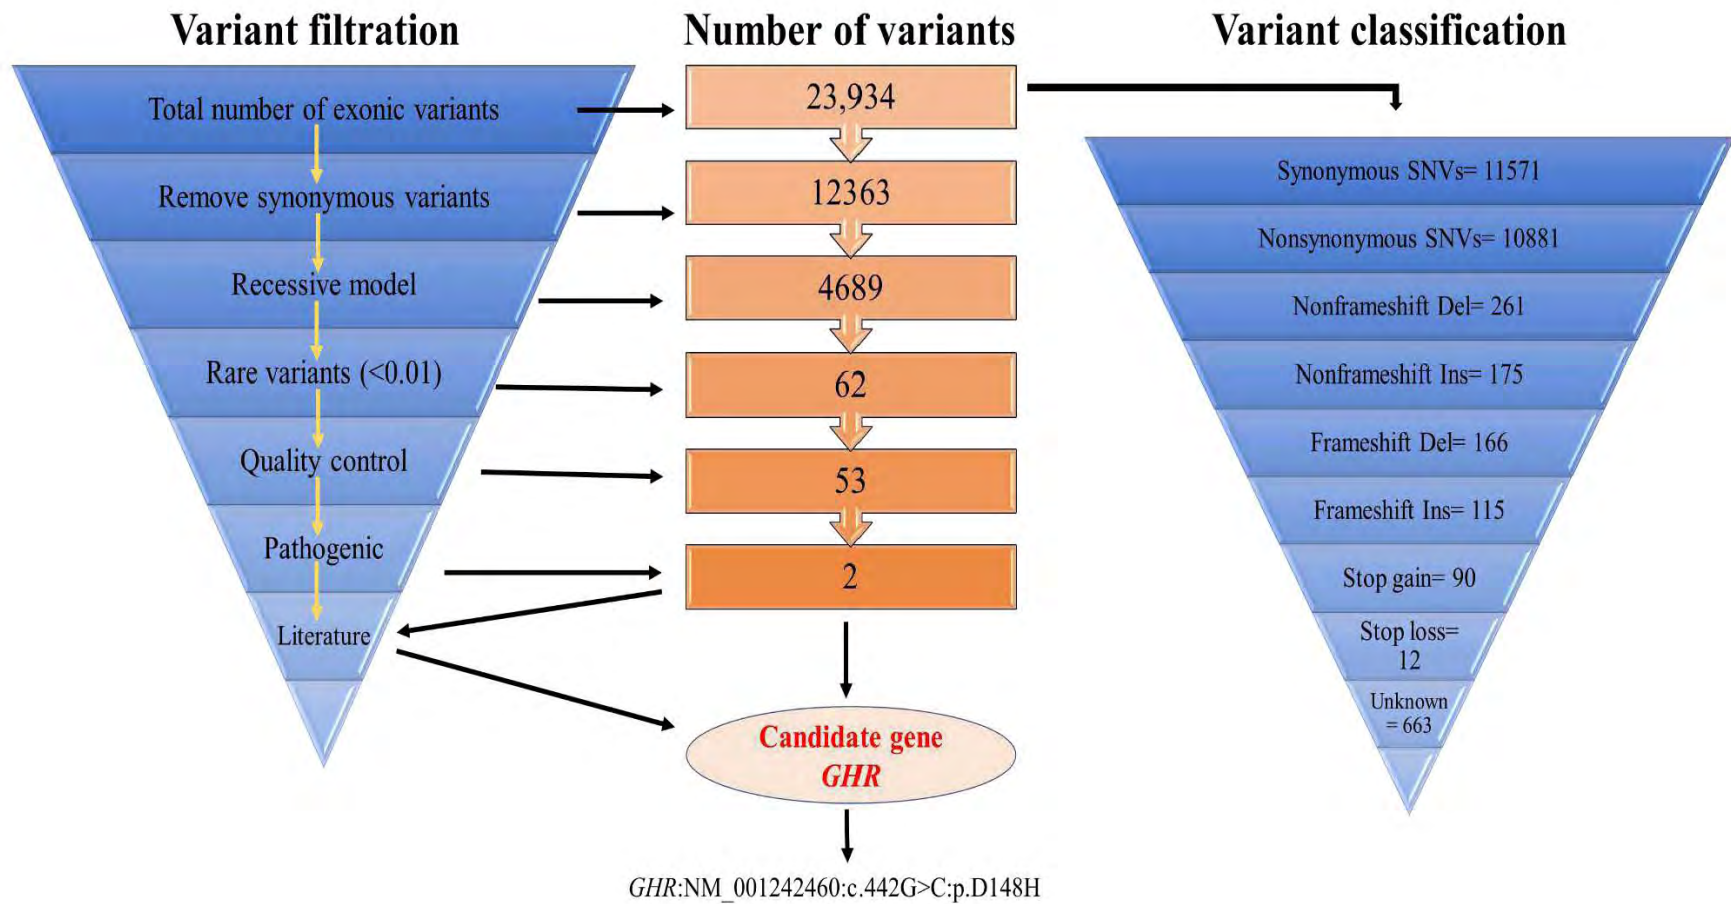 Variant filtration
Total number of exonic variants
Remove synonymous variants
Recessive model
Rare variants (<0.01)
Quality control
Pathogenic
Literature
Number of variants
23,934
12363
4689
62
53
2
Candidate gene
GHR
GHR:NM_001242460:c.442G>C:p.D148H
Variant classification
Synonymous SNVs= 11571
Nonsynonymous SNVs= 10881
Nonframeshift Del= 261
Nonframeshift Ins= 175
Frameshift Del= 166
Frameshift Ins= 115
Stop gain= 90
Stop loss=
12
Unknown
= 663